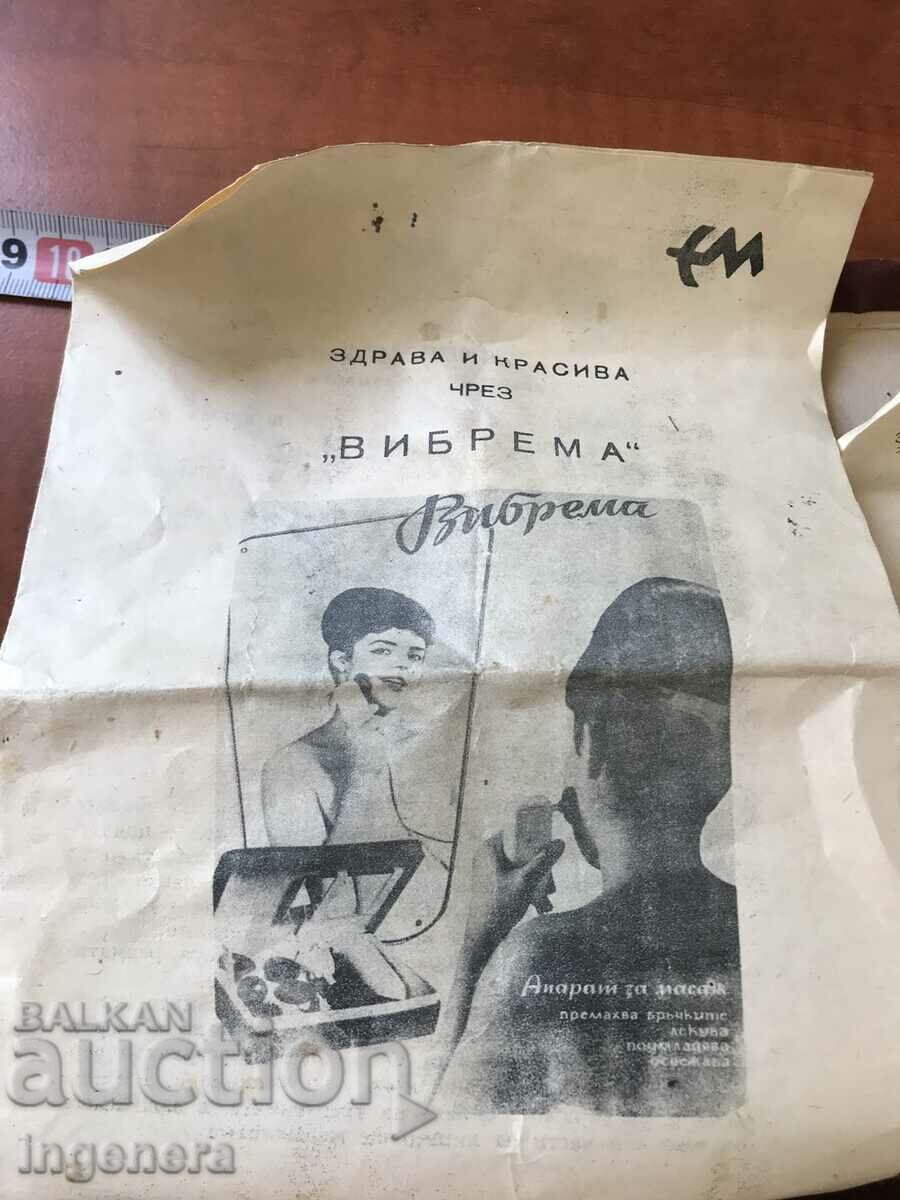 9 10
ЕМ
ЗДРАВА И КРАСИВА
ЧРЕЗ
„ВИБРЕМА“
Вибрема
Апарат за масаж
премахва бръчките
лекува
подмладява
освежава
BALKAN
auction
ingenera